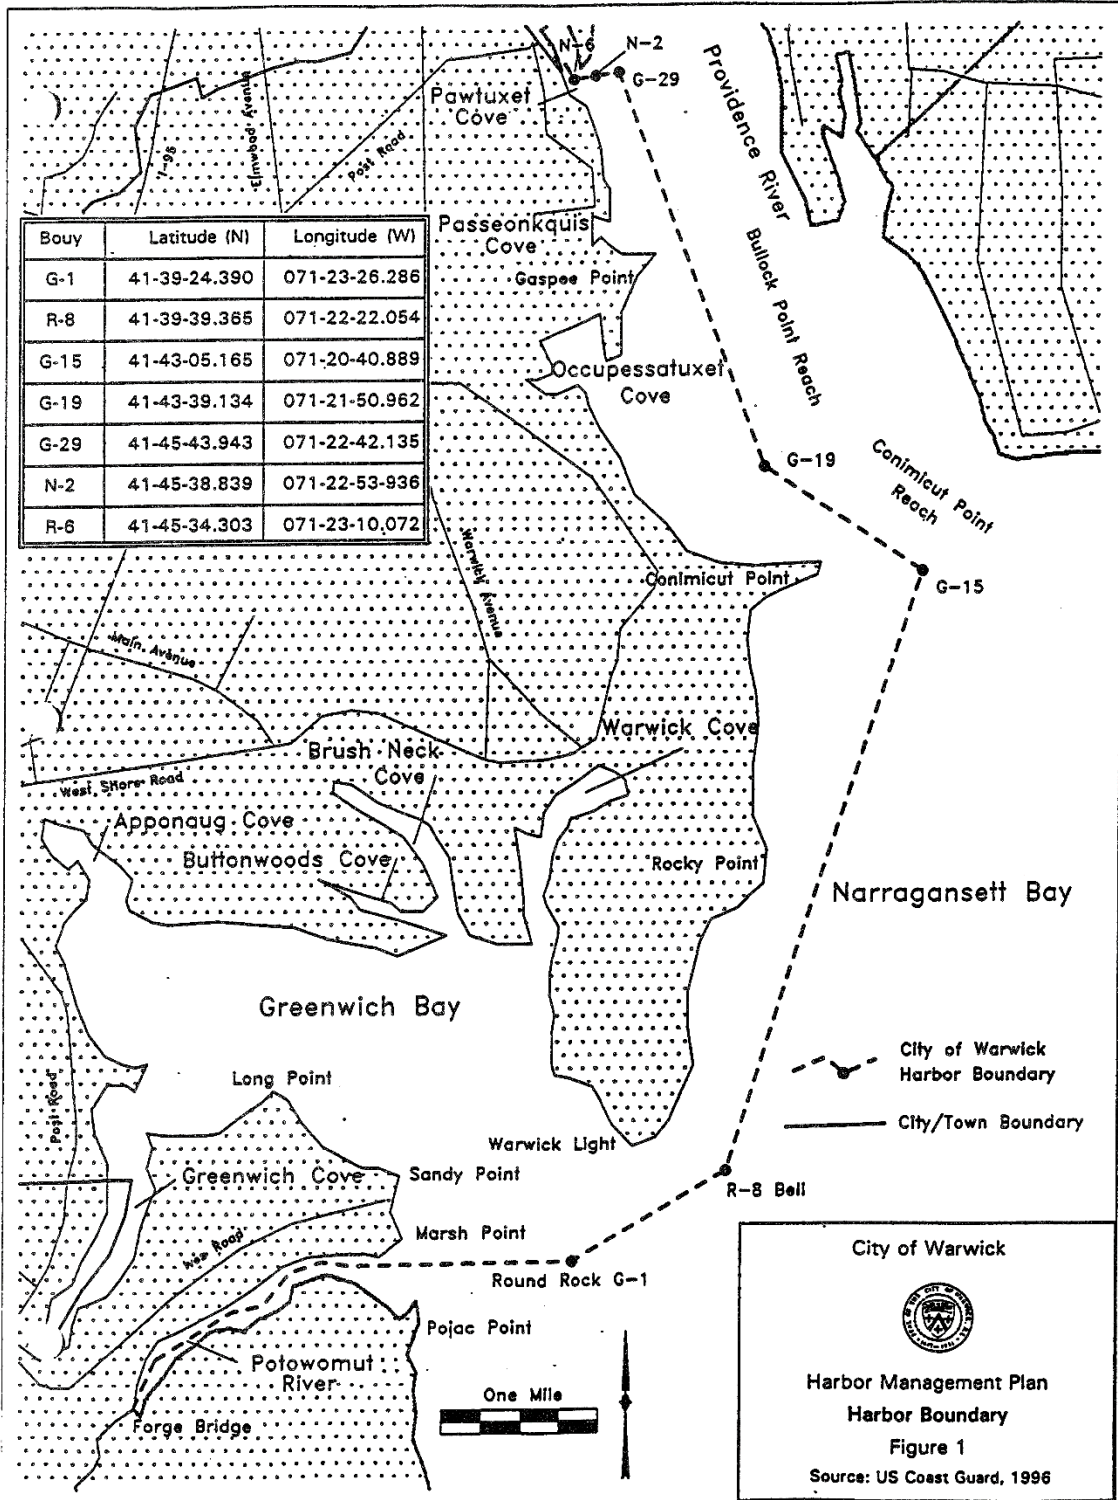 N-6
N-2
G-29
Pawtuxet
Cove
Providence River
I-95
Elmwood Avenue
Post Road
Bouy Latitude (N) Longitude (W)
G-1 41-39-24.390 071-23-26.286
R-8 41-39-39.365 071-22-22.054
G-15 41-43-05.165 071-20-40.889
G-19 41-43-39.134 071-21-50.962
G-29 41-45-43.943 071-22-42.135
N-2 41-45-38.839 071-22-53-936
R-6 41-45-34.303 071-23-10.072
Passeonkquis
Cove
Gaspee Point
Bullock Point Reach
Occupessatuxet
Cove
G-19
Conimicut Point
Reach
G-15
Conimicut Point
Warwick Avenue
Main Avenue
Warwick Cove
Brush Neck
Cove
West Shore Road
Apponaug Cove
Buttonwoods Cove
Rocky Point
Narragansett Bay
Greenwich Bay
City of Warwick
Harbor Boundary
Long Point
Post Road
City/Town Boundary
Warwick Light
Greenwich Cove
Sandy Point
R-8 Bell
Marsh Point
Ives Road
Round Rock G-1
Pojac Point
Potowomut
River
One Mile
Forge Bridge
City of Warwick
Harbor Management Plan
Harbor Boundary
Figure 1
Source: US Coast Guard, 1996